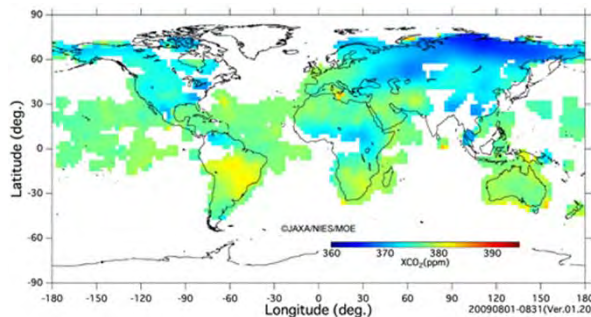 90
60
30
0
-30
-60
-90
Latitude (deg.)
©JAXA/NIES/MOE
360 370 380 390
XCO₂(ppm)
-180 -150 -120 -90 -60 -30 0 30 60 90 120 150 180
Longitude (deg.)
20090801-0831(Ver.01.20